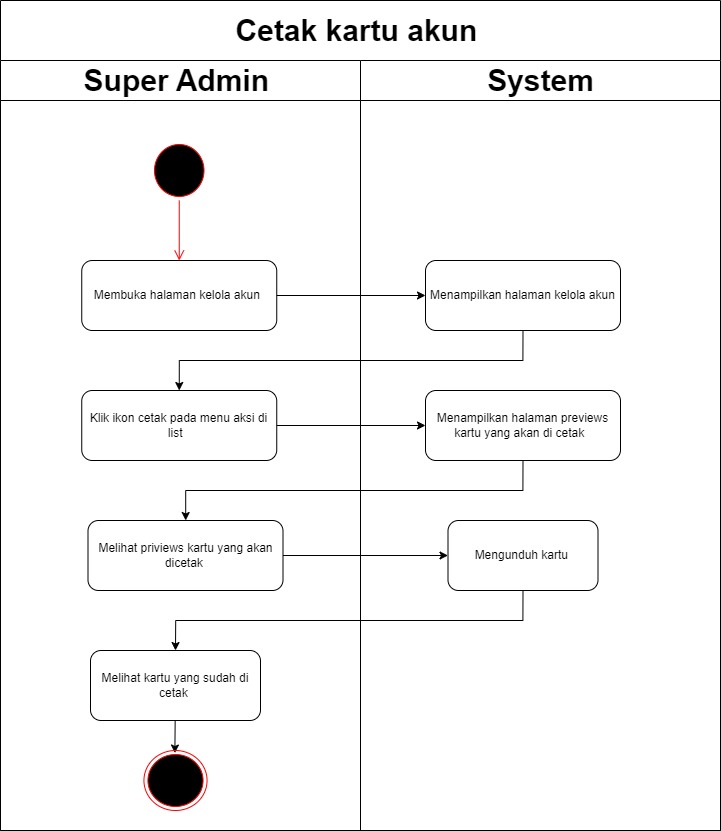 Cetak kartu akun
Super Admin
System
Membuka halaman kelola akun
Menampilkan halaman kelola akun
Klik ikon cetak pada menu aksi di
list
Menampilkan halaman previews
kartu yang akan di cetak
Melihat priviews kartu yang akan
dicetak
Mengunduh kartu
Melihat kartu yang sudah di
cetak